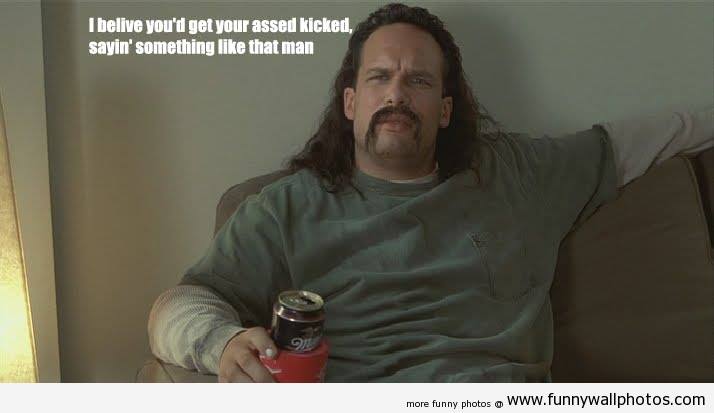 I belive you'd get your assed kicked,
sayin' something like that man
more funny photos @ www.funnywallphotos.com